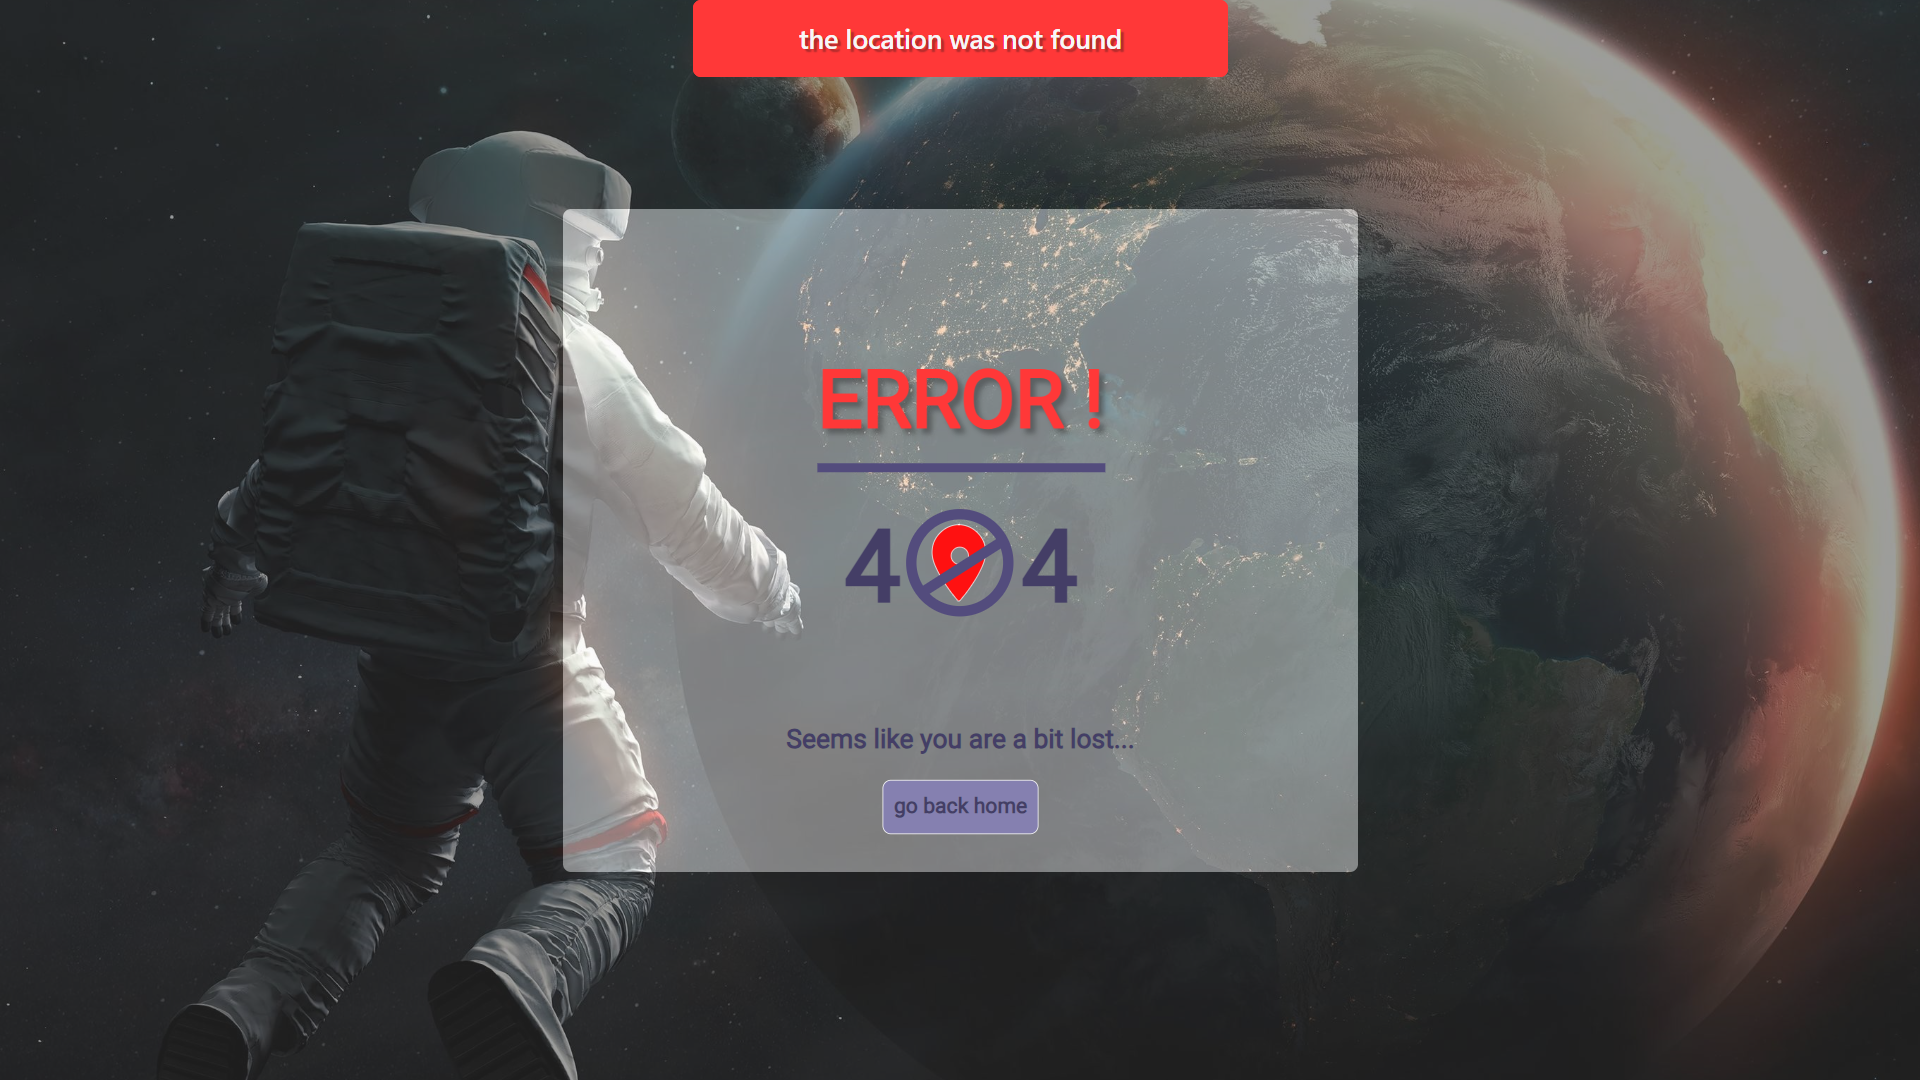 the location was not found
ERROR !
4 4
Seems like you are a bit lost...
go back home